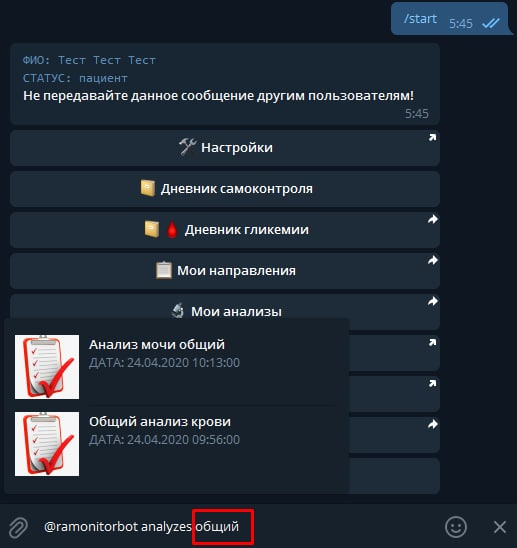 /start
5:45
ФИО: Тест Тест Тест
СТАТУС: пациент
Не передавайте данное сообщение другим пользователям!
5:45
Настройки
Дневник самоконтроля
Дневник гликемии
Мои направления
Мои анализы
Анализ мочи общий
ДАТА: 24.04.2020 10:13:00
Общий анализ крови
ДАТА: 24.04.2020 09:56:00
@ramonitorbot analyzes общий